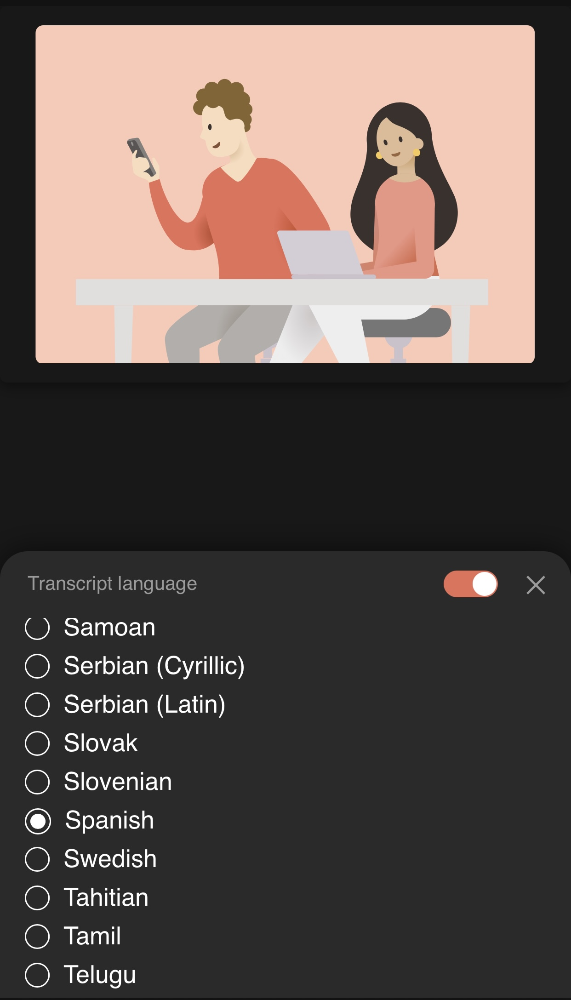 Transcript language
Samoan
Serbian (Cyrillic)
Serbian (Latin)
Slovak
Slovenian
Spanish
Swedish
Tahitian
Tamil
Telugu